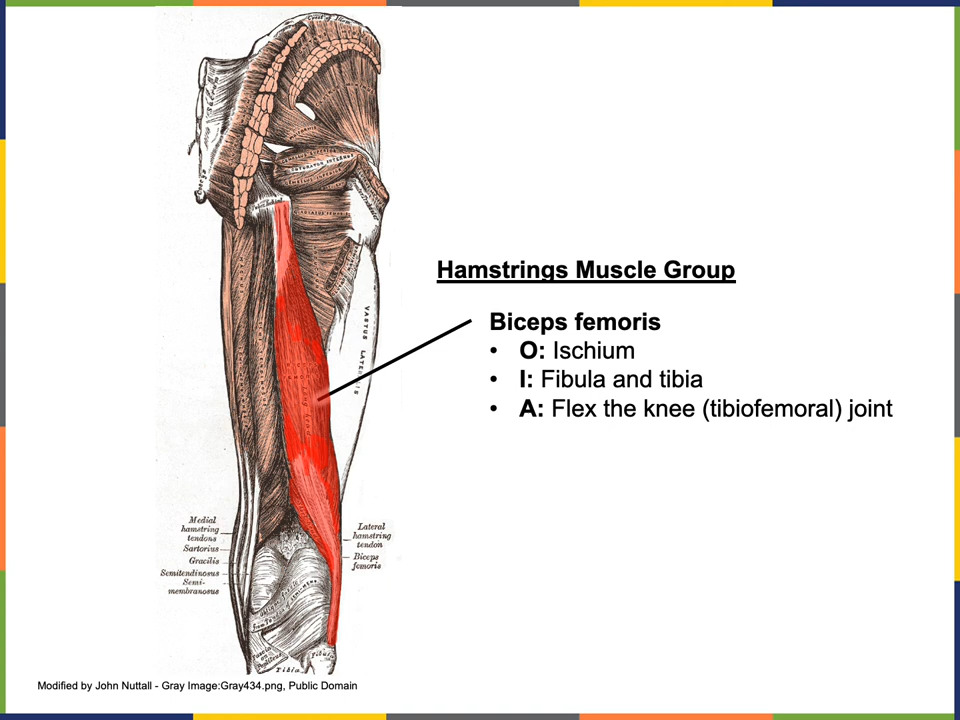 Hamstrings Muscle Group
Biceps femoris
• O: Ischium
• I: Fibula and tibia
• A: Flex the knee (tibiofemoral) joint
VASTUS LATERALIS
Medial
hamstring
tendons
Sartorius
Gracilis
Semitendinosus
Semi-
membranosus
Lateral
hamstring
tendon
Biceps
femoris
Tibia
Fibula
Modified by John Nuttall - Gray Image:Gray434.png, Public Domain